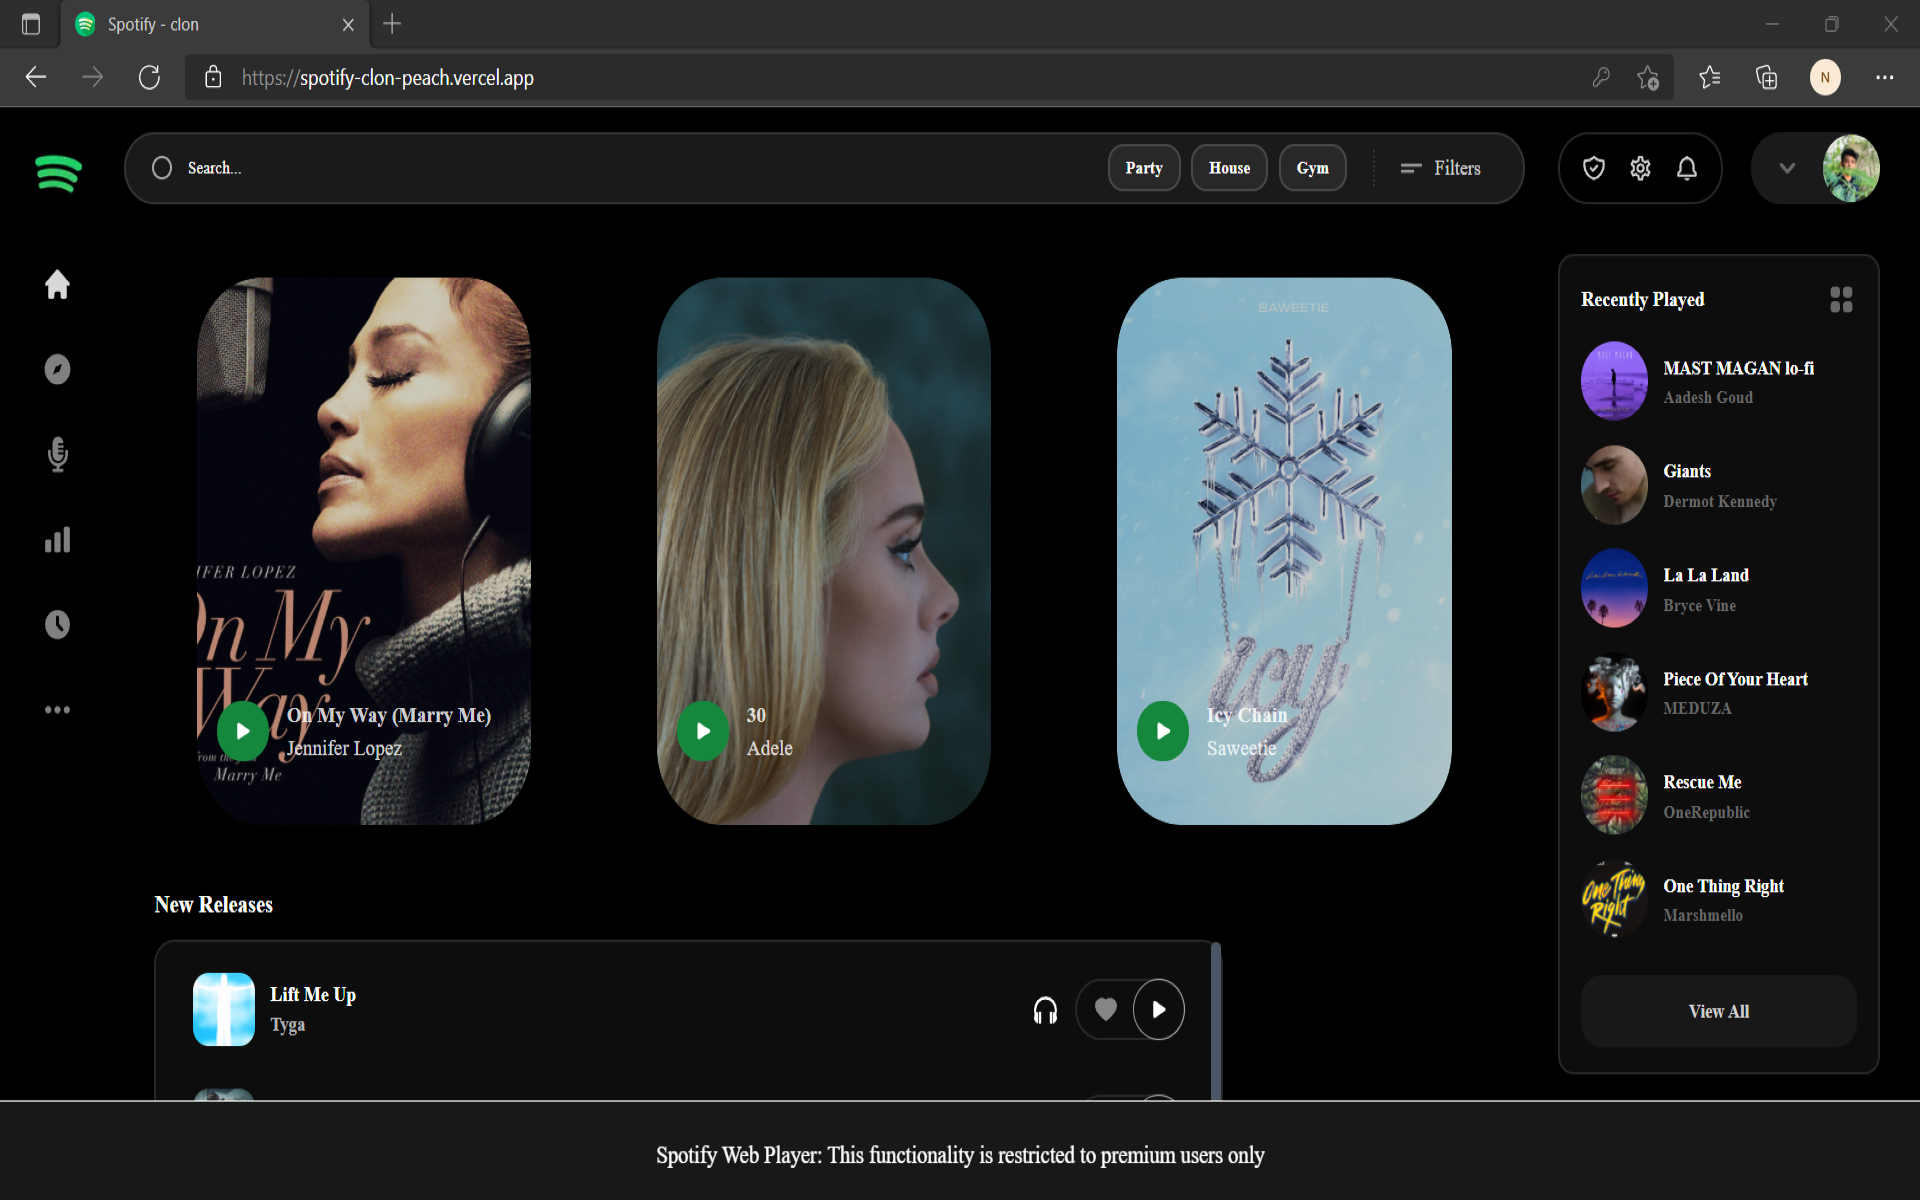 Spotify - clon
https://spotify-clon-peach.vercel.app
N
Search...
Party
House
Gym
Filters
IFER LOPEZ
On My
Way
from the
Marry Me
On My Way (Marry Me)
Jennifer Lopez
30
Adele
SAWEETIE
icy
Icy Chain
Saweetie
Recently Played
MAST MAGAN lo-fi
Aadesh Goud
Giants
Dermot Kennedy
La La Land
Bryce Vine
Piece Of Your Heart
MEDUZA
Rescue Me
OneRepublic
One Thing
Right
One Thing Right
Marshmello
View All
New Releases
Lift Me Up
Tyga
Spotify Web Player: This functionality is restricted to premium users only